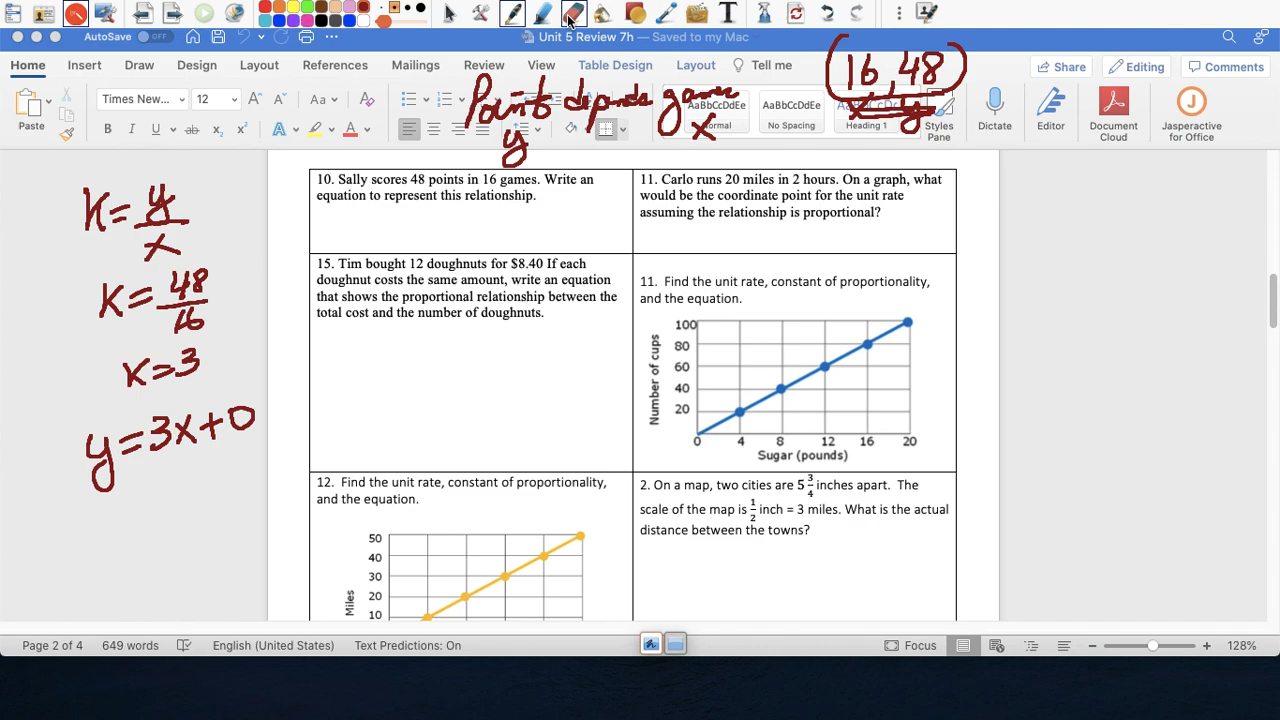 AutoSave OFF Unit 5 Review 7h — Saved to my Mac
Home Insert Draw Design Layout References Mailings Review View Table Design Layout Tell me Share Editing Comments
Paste Times New... 12 Aa AaBbCcDdEe Normal AaBbCcDdEe No Spacing Heading 1 Styles Pane Dictate Editor Create PDF and share link Jasperactive for Office
Points depends games
y x
(16,48)
x y
K=y/x
K=48/16
K=3
y=3x+0
10. Sally scores 48 points in 16 games. Write an
equation to represent this relationship.
11. Carlo runs 20 miles in 2 hours. On a graph, what
would be the coordinate point for the unit rate
assuming the relationship is proportional?
15. Tim bought 12 doughnuts for $8.40 If each
doughnut costs the same amount, write an equation
that shows the proportional relationship between the
total cost and the number of doughnuts.
11. Find the unit rate, constant of proportionality,
and the equation.
Number of cups
100
80
60
40
20
0 4 8 12 16 20
Sugar (pounds)
12. Find the unit rate, constant of proportionality,
and the equation.
Miles
50
40
30
20
10
2. On a map, two cities are 5 3/4 inches apart. The
scale of the map is 1/2 inch = 3 miles. What is the actual
distance between the towns?
Page 2 of 4 649 words English (United States) Text Predictions: On Focus 128%